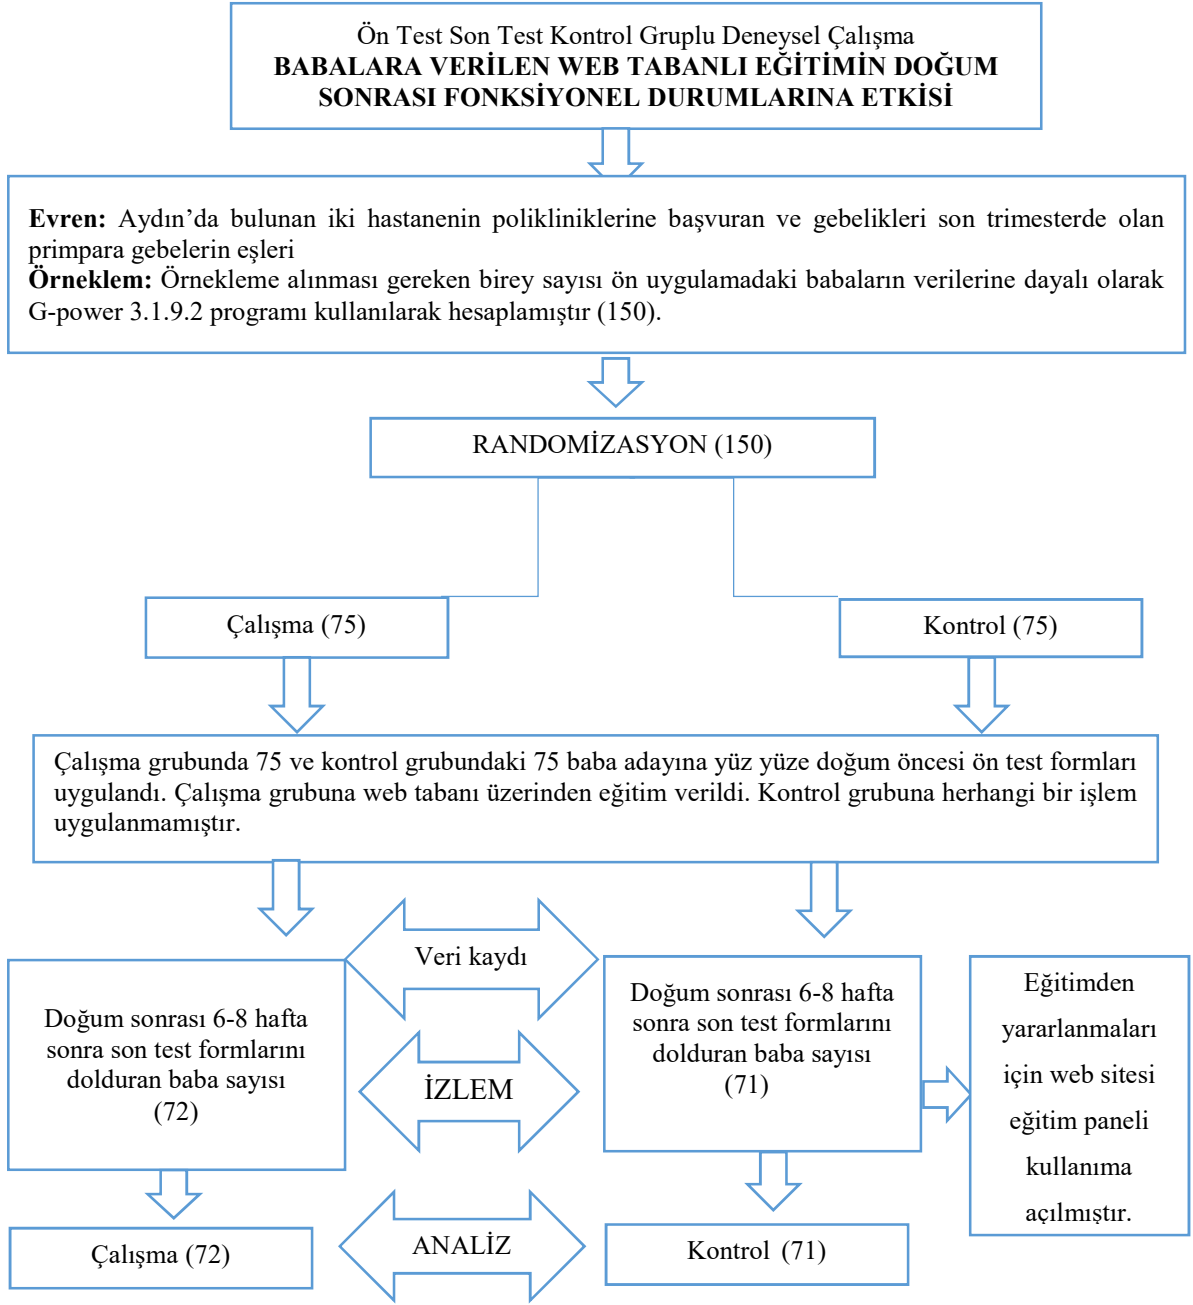 Ön Test Son Test Kontrol Gruplu Deneysel Çalışma
BABALARA VERİLEN WEB TABANLI EĞİTİMİN DOĞUM
SONRASI FONKSİYONEL DURUMLARINA ETKİSİ
Evren: Aydın’da bulunan iki hastanenin polikliniklerine başvuran ve gebelikleri son trimesterde olan
primpara gebelerin eşleri
Örneklem: Örnekleme alınması gereken birey sayısı ön uygulamadaki babaların verilerine dayalı olarak
G-power 3.1.9.2 programı kullanılarak hesaplamıştır (150).
RANDOMİZASYON (150)
Çalışma (75)
Kontrol (75)
Çalışma grubunda 75 ve kontrol grubundaki 75 baba adayına yüz yüze doğum öncesi ön test formları
uygulandı. Çalışma grubuna web tabanı üzerinden eğitim verildi. Kontrol grubuna herhangi bir işlem
uygulanmamıştır.
Doğum sonrası 6-8 hafta
sonra son test formlarını
dolduran baba sayısı
(72)
Veri kaydı
İZLEM
Doğum sonrası 6-8 hafta
sonra son test formlarını
dolduran baba sayısı
(71)
Eğitimden
yararlanmaları
için web sitesi
eğitim paneli
kullanıma
açılmıştır.
Çalışma (72)
ANALİZ
Kontrol (71)